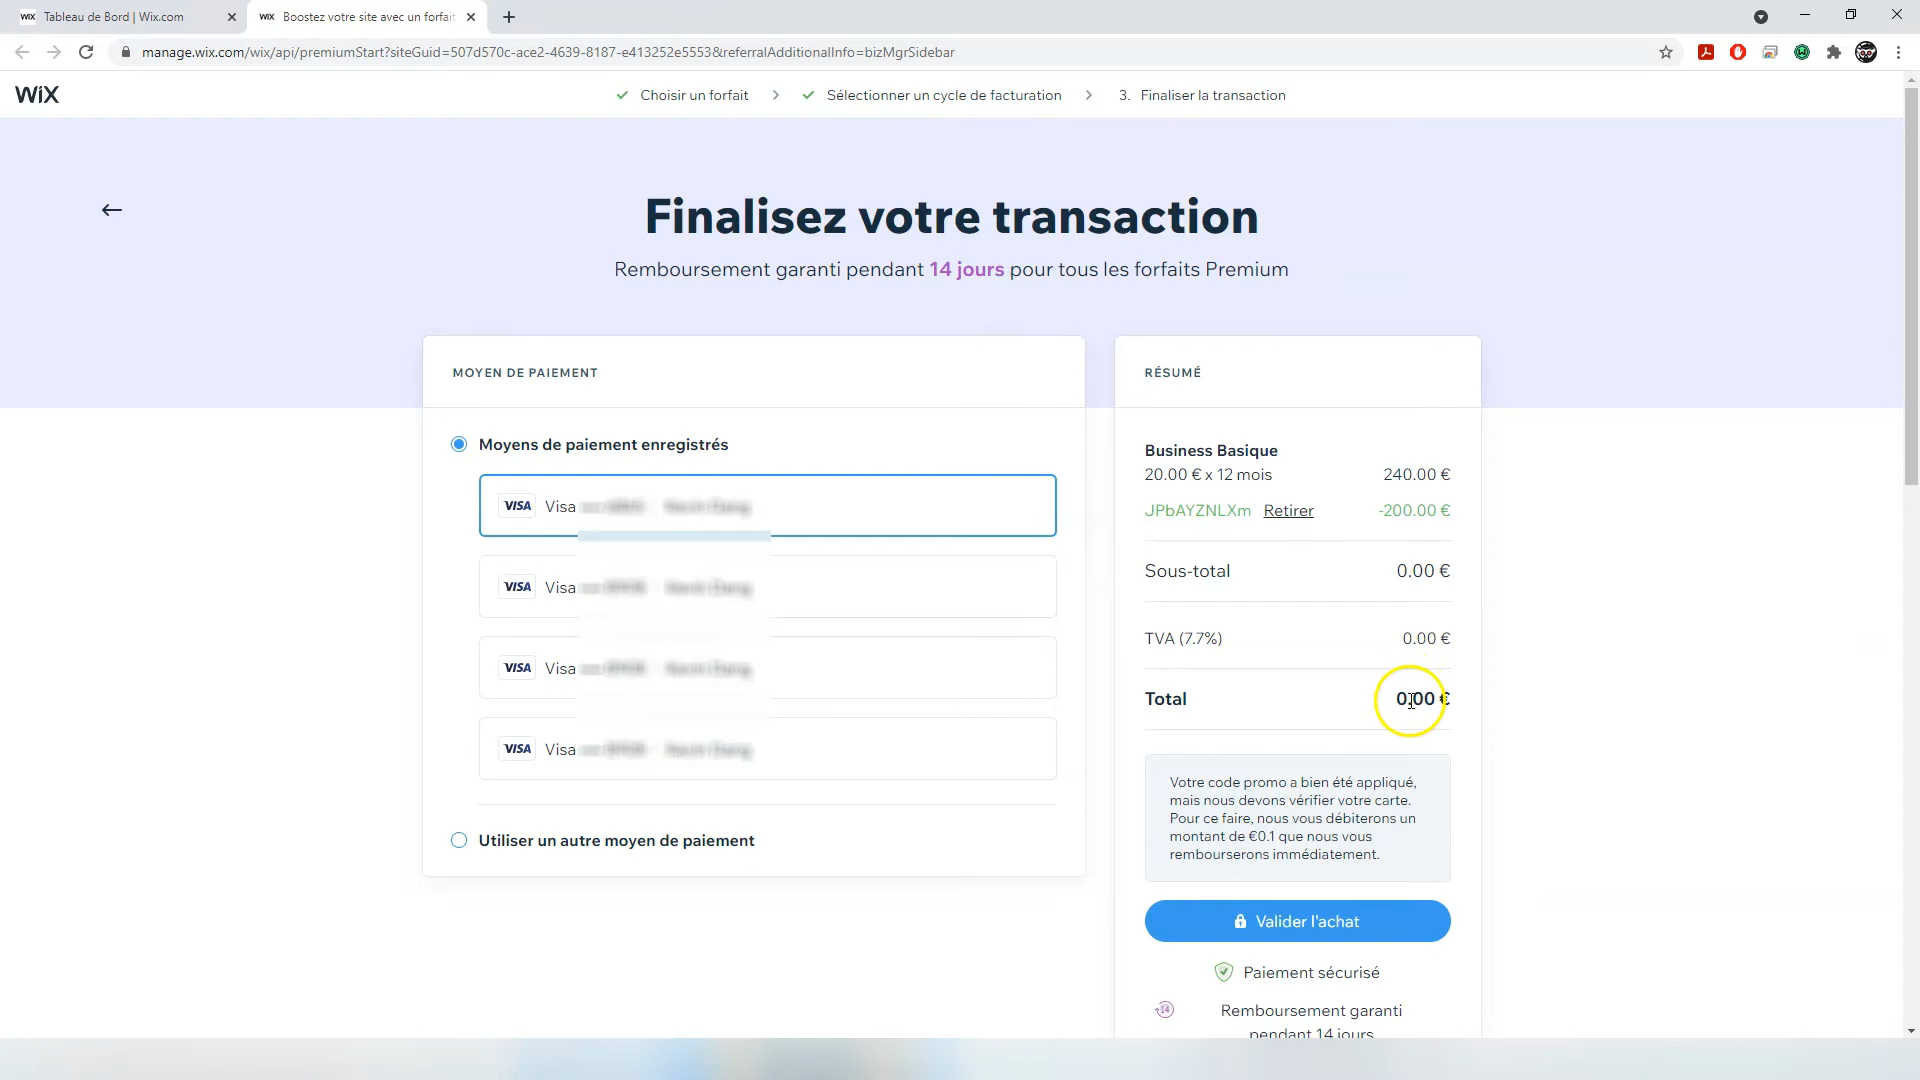 WiX Tableau de Bord | Wix.com
WiX Boostez votre site avec un forfait
manage.wix.com/wix/api/premiumStart?siteGuid=507d570c-ace2-4639-8187-e413252e5553&referralAdditionalInfo=bizMgrSidebar
WiX
Choisir un forfait
Sélectionner un cycle de facturation
3. Finaliser la transaction
Finalisez votre transaction
Remboursement garanti pendant 14 jours pour tous les forfaits Premium
MOYEN DE PAIEMENT
Moyens de paiement enregistrés
VISA Visa
VISA Visa
VISA Visa
VISA Visa
Utiliser un autre moyen de paiement
RÉSUMÉ
Business Basique
20.00 € x 12 mois 240.00 €
JPbAYZNLXm Retirer -200.00 €
Sous-total 0.00 €
TVA (7.7%) 0.00 €
Total 0.00 €
Votre code promo a bien été appliqué,
mais nous devons vérifier votre carte.
Pour ce faire, nous vous débiterons un
montant de €0.1 que nous vous
rembourserons immédiatement.
Valider l'achat
Paiement sécurisé
14 Remboursement garanti
pendant 14 jours